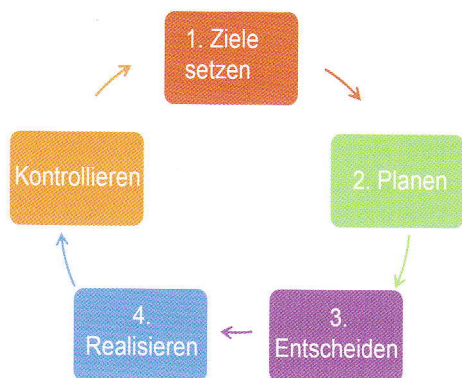 1. Ziele
setzen
2. Planen
3.
Entscheiden
4.
Realisieren
Kontrollieren